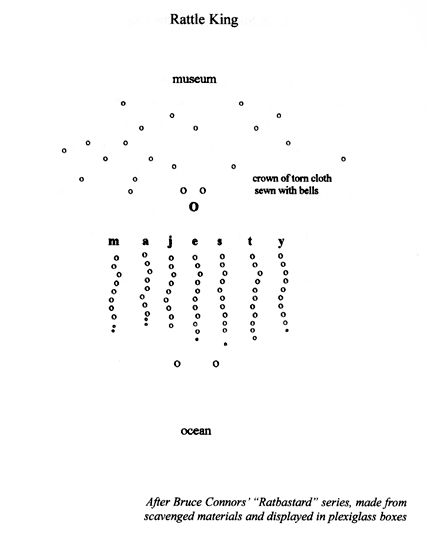 Rattle King
museum
crown of torn cloth
sewn with bells
m a j e s t y
ocean
After Bruce Connors' "Ratbastard" series, made from
scavenged materials and displayed in plexiglass boxes